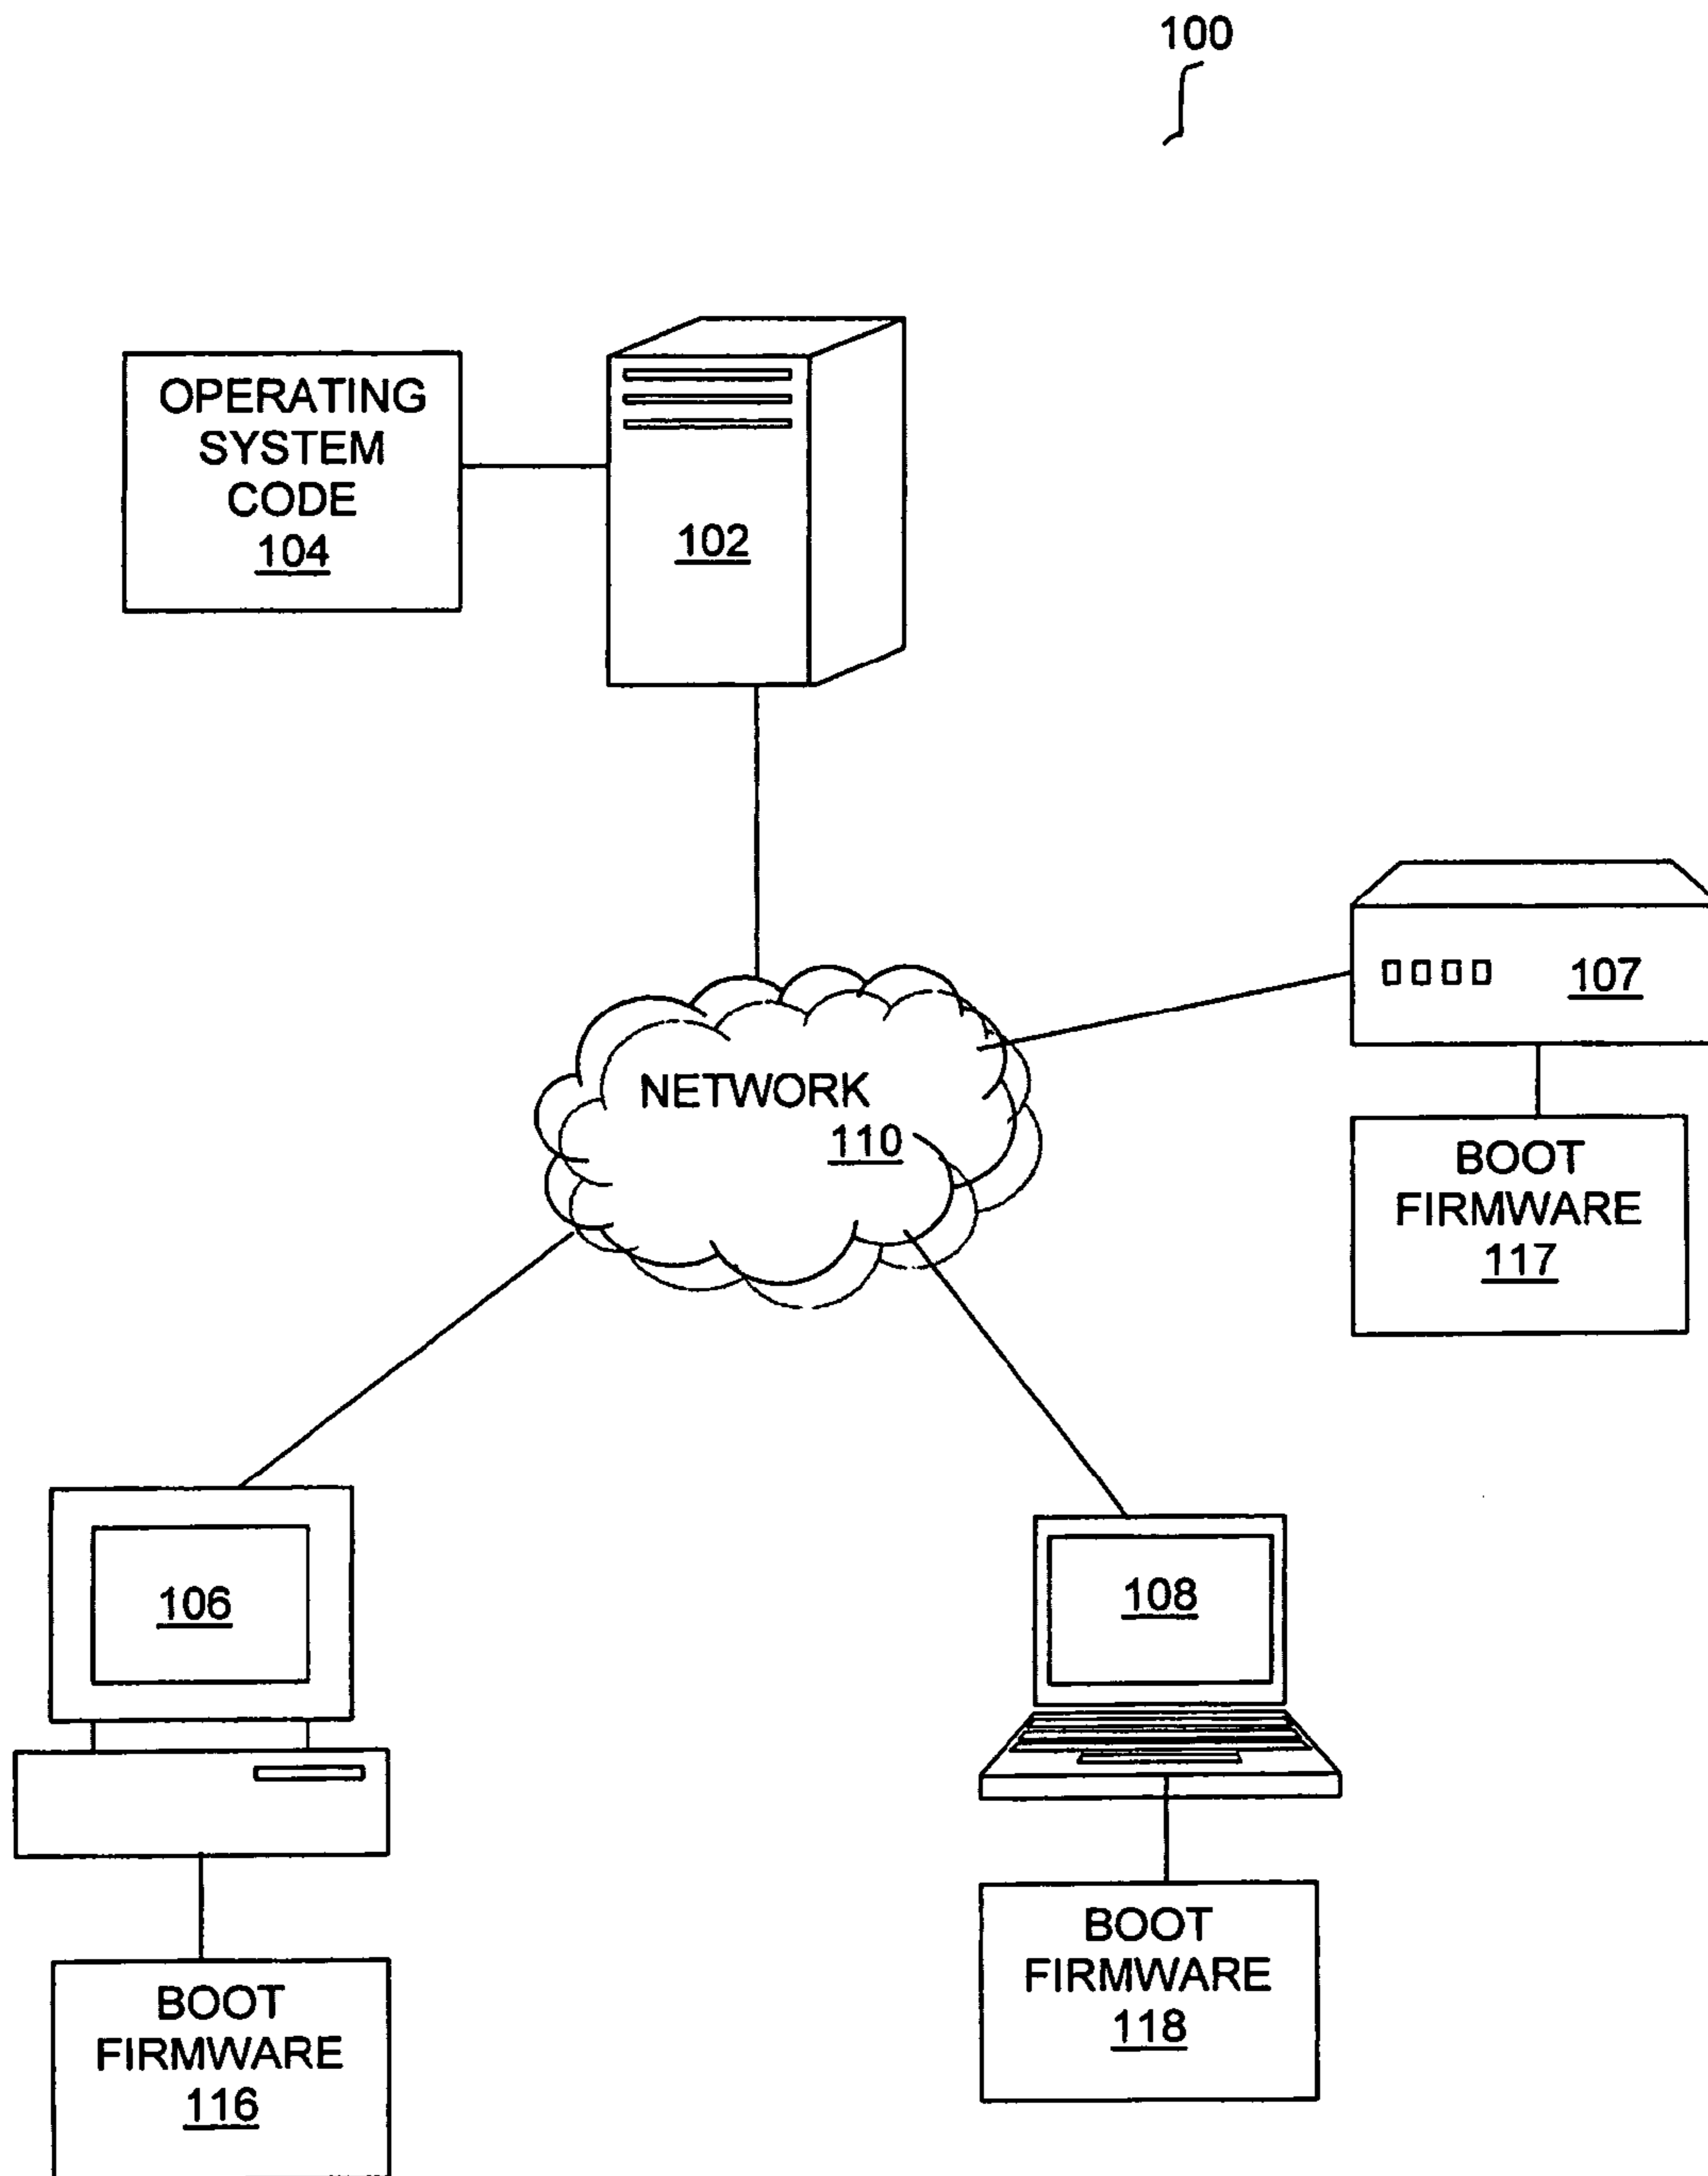 100
OPERATING
SYSTEM
CODE
104
102
107
NETWORK
110
BOOT
FIRMWARE
117
106
108
BOOT
FIRMWARE
118
BOOT
FIRMWARE
116